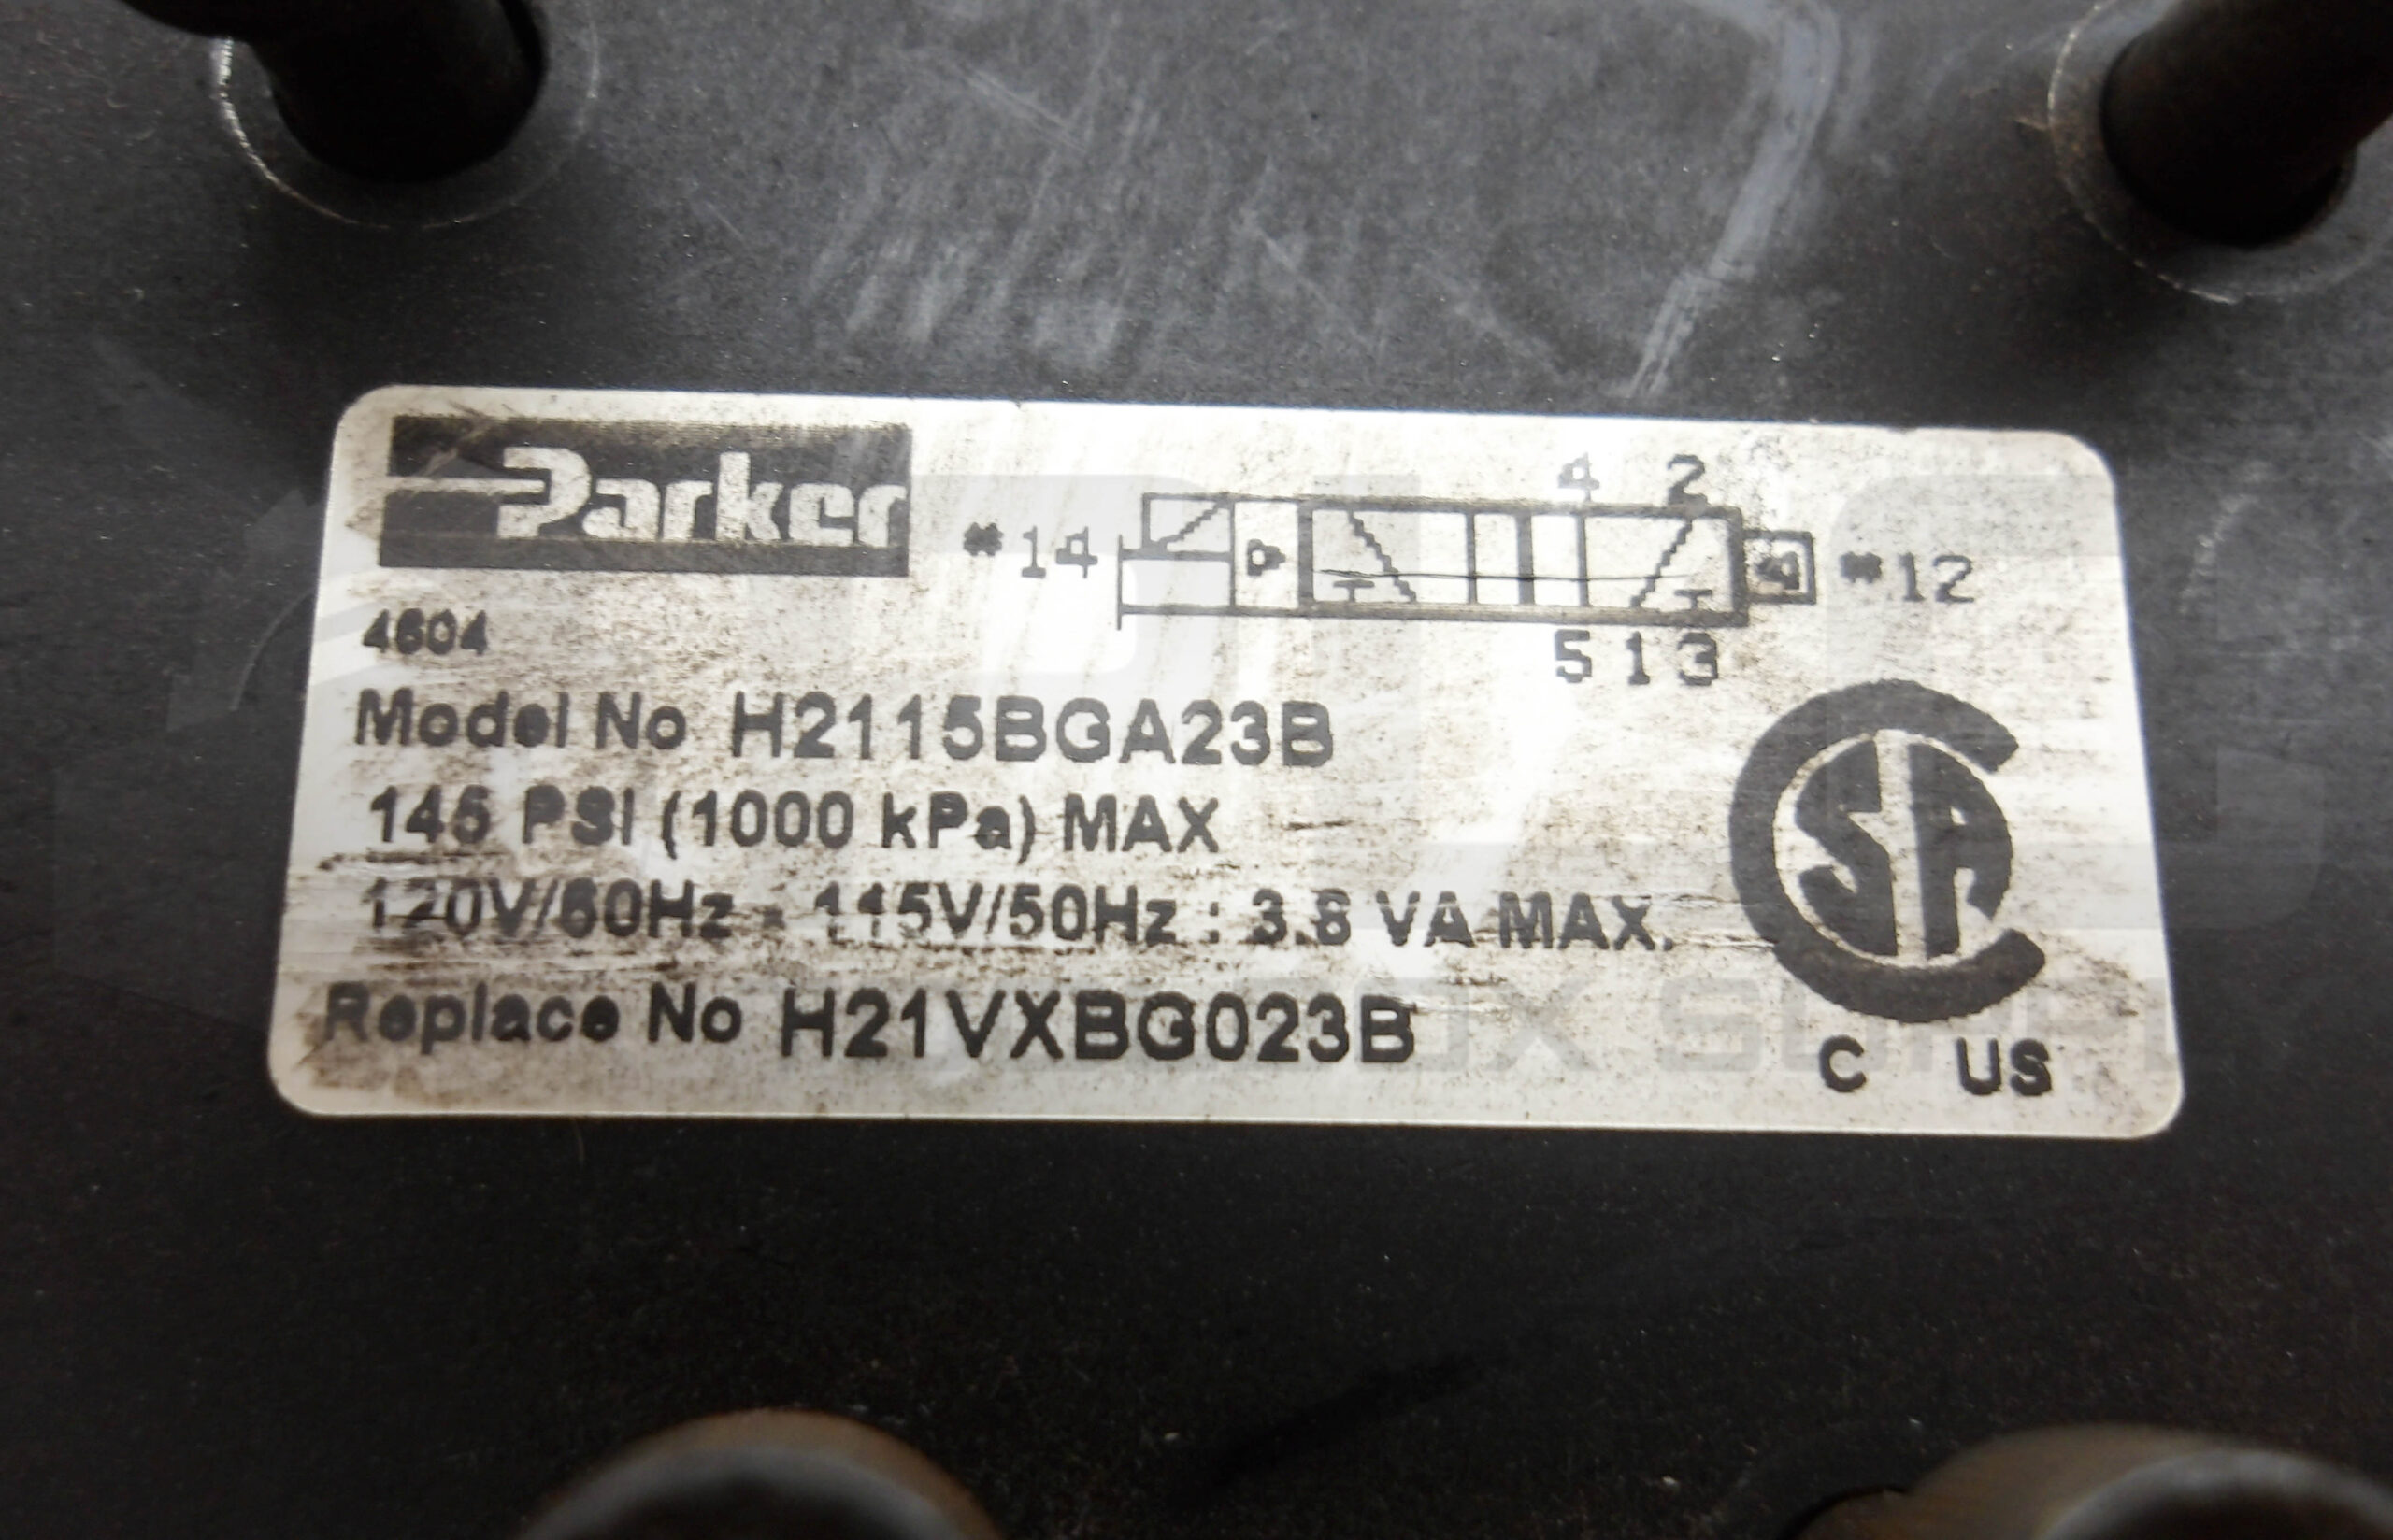 Parker
4 2
*14 *12
5 1 3
4604
Model No H2115BGA23B
145 PSI (1000 kPa) MAX
120V/60Hz - 115V/50Hz : 3.8 VA MAX.
Replace No H21VXBG023B
CSA
C US